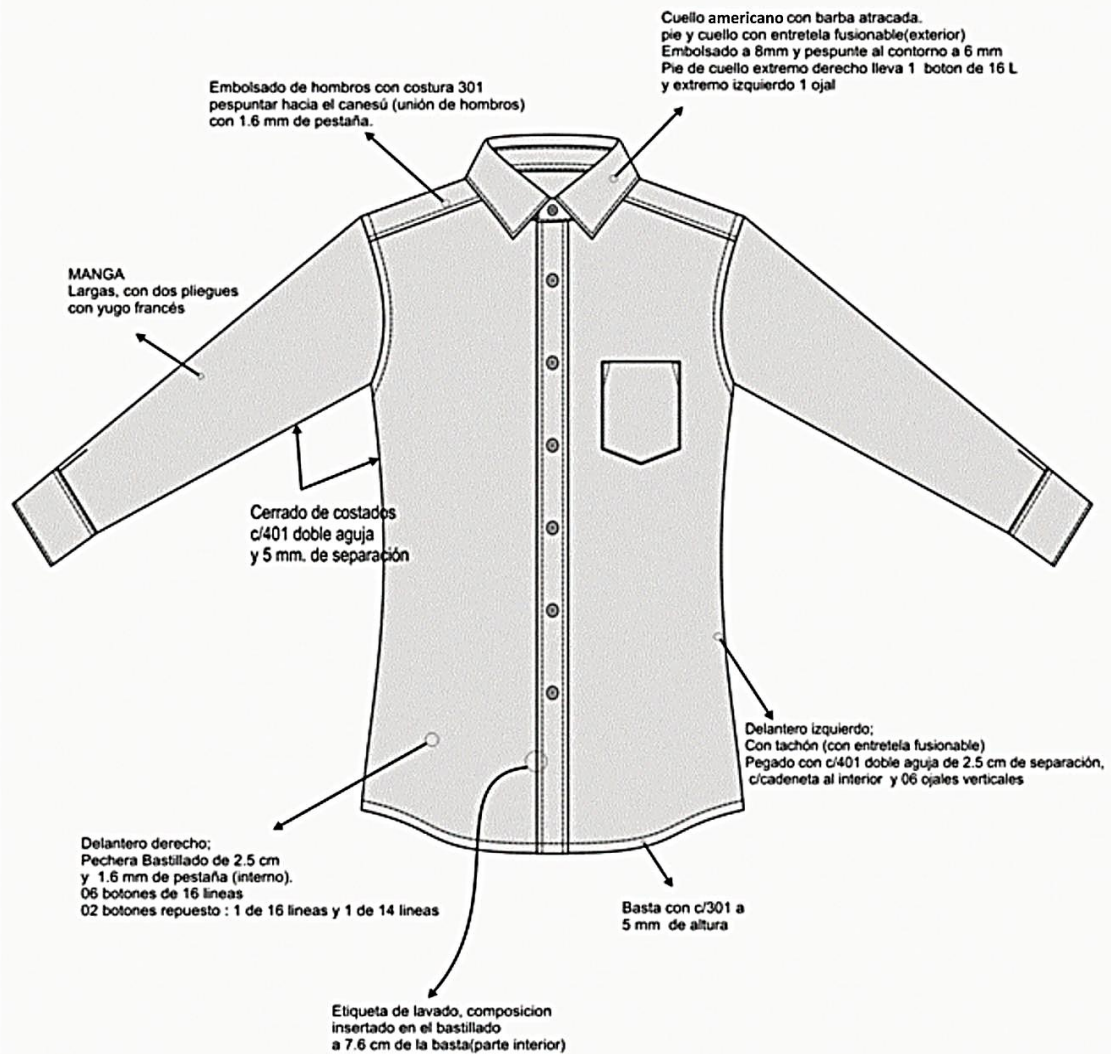 Cuello americano con barba atracada.
pie y cuello con entretela fusionable(exterior)
Embolsado a 8mm y pespunte al contorno a 6 mm
Pie de cuello extremo derecho lleva 1 boton de 16 L
y extremo izquierdo 1 ojal
Embolsado de hombros con costura 301
pespuntar hacia el canesú (unión de hombros)
con 1.6 mm de pestaña.
MANGA
Largas, con dos pliegues
con yugo francés
Cerrado de costados
c/401 doble aguja
y 5 mm. de separación
Delantero izquierdo;
Con tachón (con entretela fusionable)
Pegado con c/401 doble aguja de 2.5 cm de separación,
c/cadeneta al interior y 06 ojales verticales
Delantero derecho;
Pechera Bastillado de 2.5 cm
y 1.6 mm de pestaña (interno).
06 botones de 16 lineas
02 botones repuesto : 1 de 16 lineas y 1 de 14 lineas
Basta con c/301 a
5 mm de altura
Etiqueta de lavado, composicion
insertado en el bastillado
a 7.6 cm de la basta(parte interior)